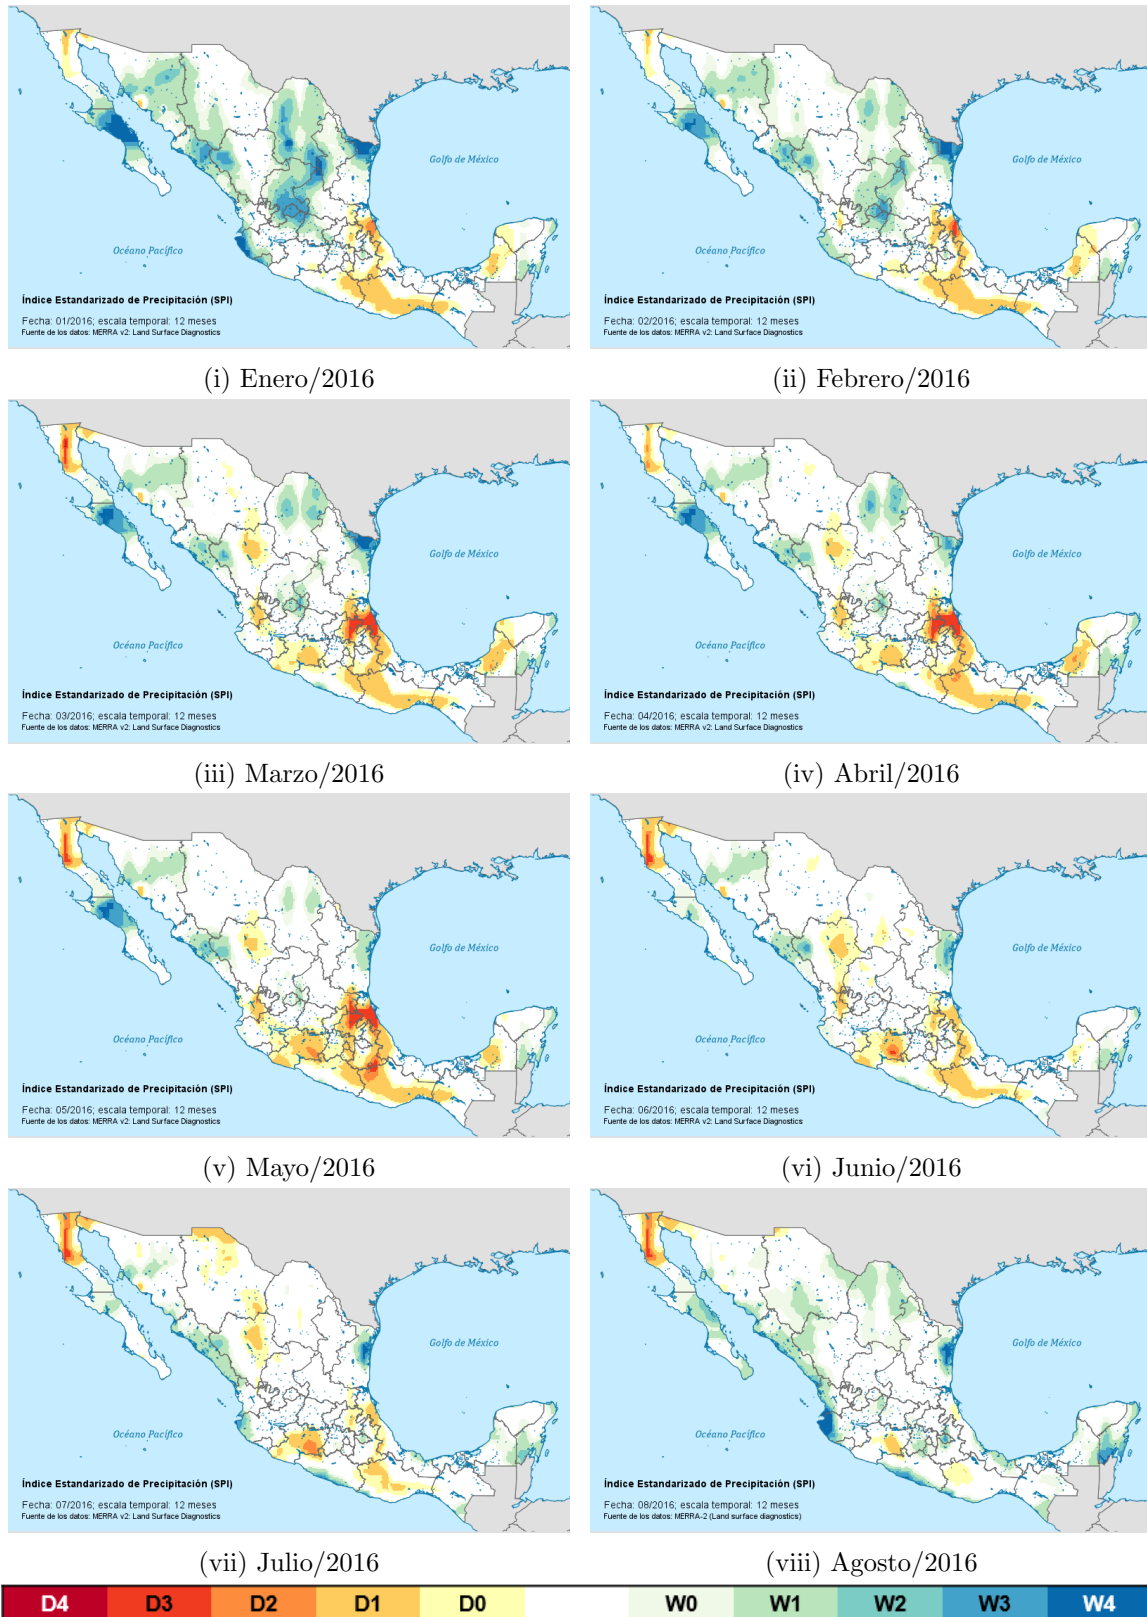 Golfo de México
Océano Pacífico
Índice Estandarizado de Precipitación (SPI)
Fecha: 01/2016; escala temporal: 12 meses
Fuente de los datos: MERRA v2: Land Surface Diagnostics
(i) Enero/2016
Golfo de México
Océano Pacífico
Índice Estandarizado de Precipitación (SPI)
Fecha: 02/2016; escala temporal: 12 meses
Fuente de los datos: MERRA v2: Land Surface Diagnostics
(ii) Febrero/2016
Golfo de México
Océano Pacífico
Índice Estandarizado de Precipitación (SPI)
Fecha: 03/2016; escala temporal: 12 meses
Fuente de los datos: MERRA v2: Land Surface Diagnostics
(iii) Marzo/2016
Golfo de México
Océano Pacífico
Índice Estandarizado de Precipitación (SPI)
Fecha: 04/2016; escala temporal: 12 meses
Fuente de los datos: MERRA v2: Land Surface Diagnostics
(iv) Abril/2016
Golfo de México
Océano Pacífico
Índice Estandarizado de Precipitación (SPI)
Fecha: 05/2016; escala temporal: 12 meses
Fuente de los datos: MERRA v2: Land Surface Diagnostics
(v) Mayo/2016
Golfo de México
Océano Pacífico
Índice Estandarizado de Precipitación (SPI)
Fecha: 06/2016; escala temporal: 12 meses
Fuente de los datos: MERRA v2: Land Surface Diagnostics
(vi) Junio/2016
Golfo de México
Océano Pacífico
Índice Estandarizado de Precipitación (SPI)
Fecha: 07/2016; escala temporal: 12 meses
Fuente de los datos: MERRA v2: Land Surface Diagnostics
(vii) Julio/2016
Golfo de México
Océano Pacífico
Índice Estandarizado de Precipitación (SPI)
Fecha: 08/2016; escala temporal: 12 meses
Fuente de los datos: MERRA-2 (Land surface diagnostics)
(viii) Agosto/2016
D4 D3 D2 D1 D0 W0 W1 W2 W3 W4